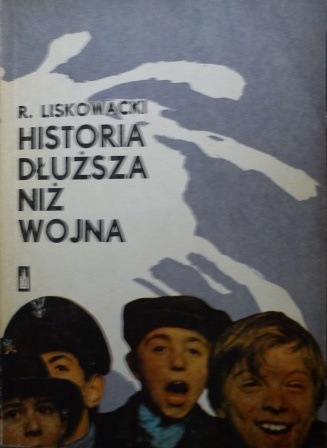 R. LISKOWACKI
HISTORIA
DŁUŻSZA
NIŻ
WOJNA